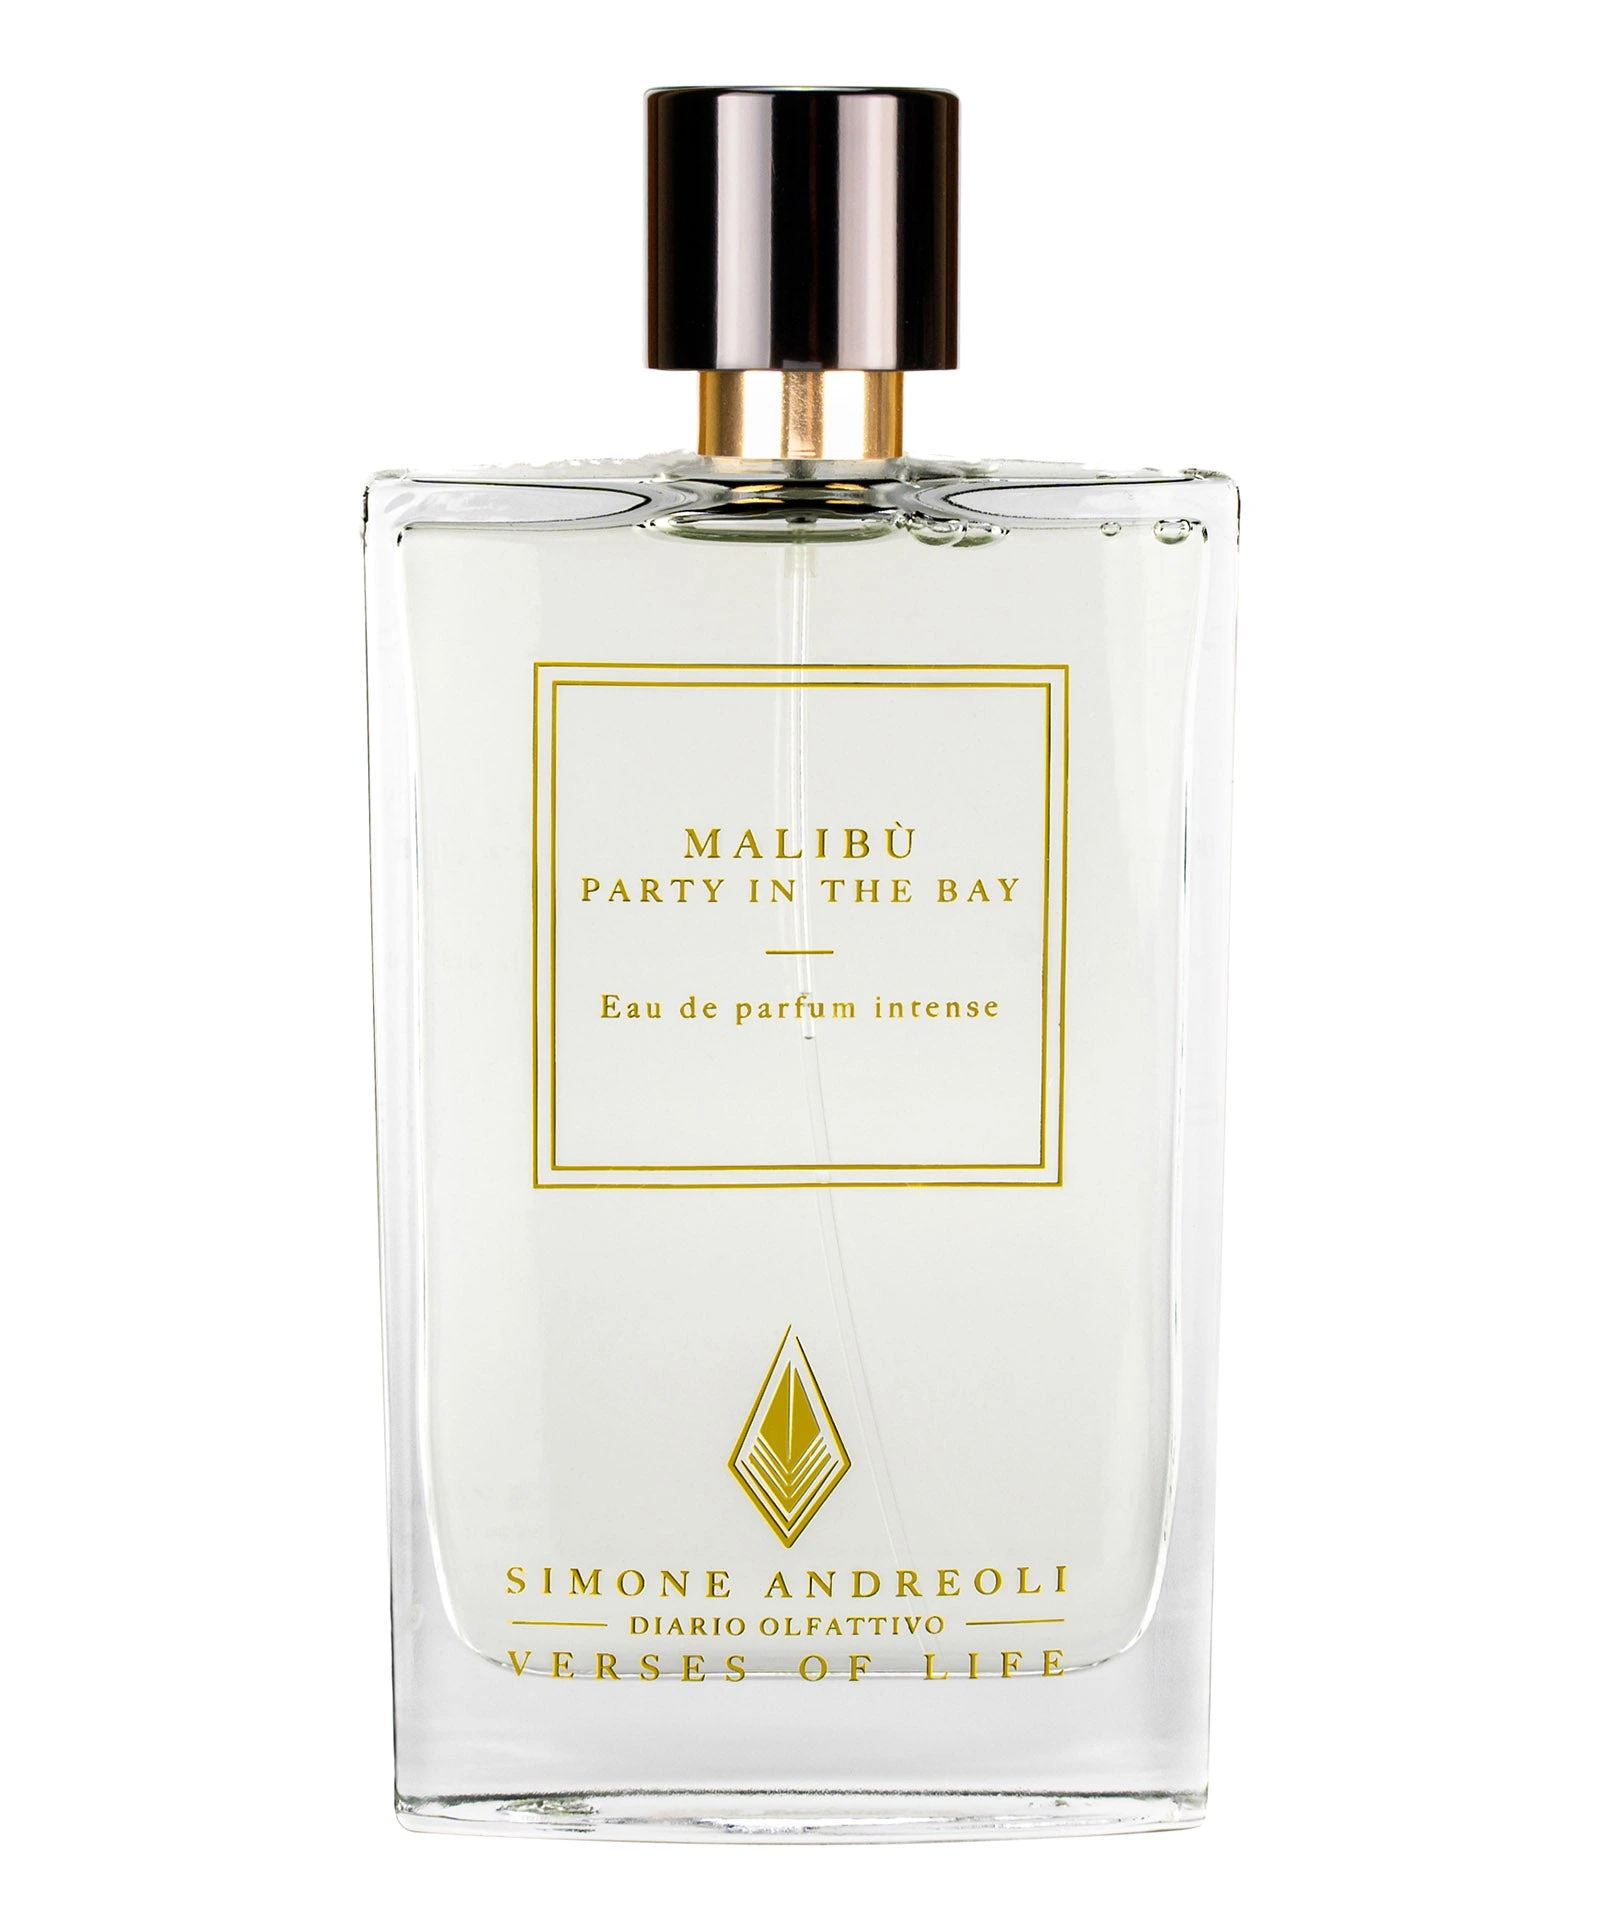 MALIBÙ
PARTY IN THE BAY
Eau de parfum intense
SIMONE ANDREOLI
DIARIO OLFATTIVO
VERSES OF LIFE